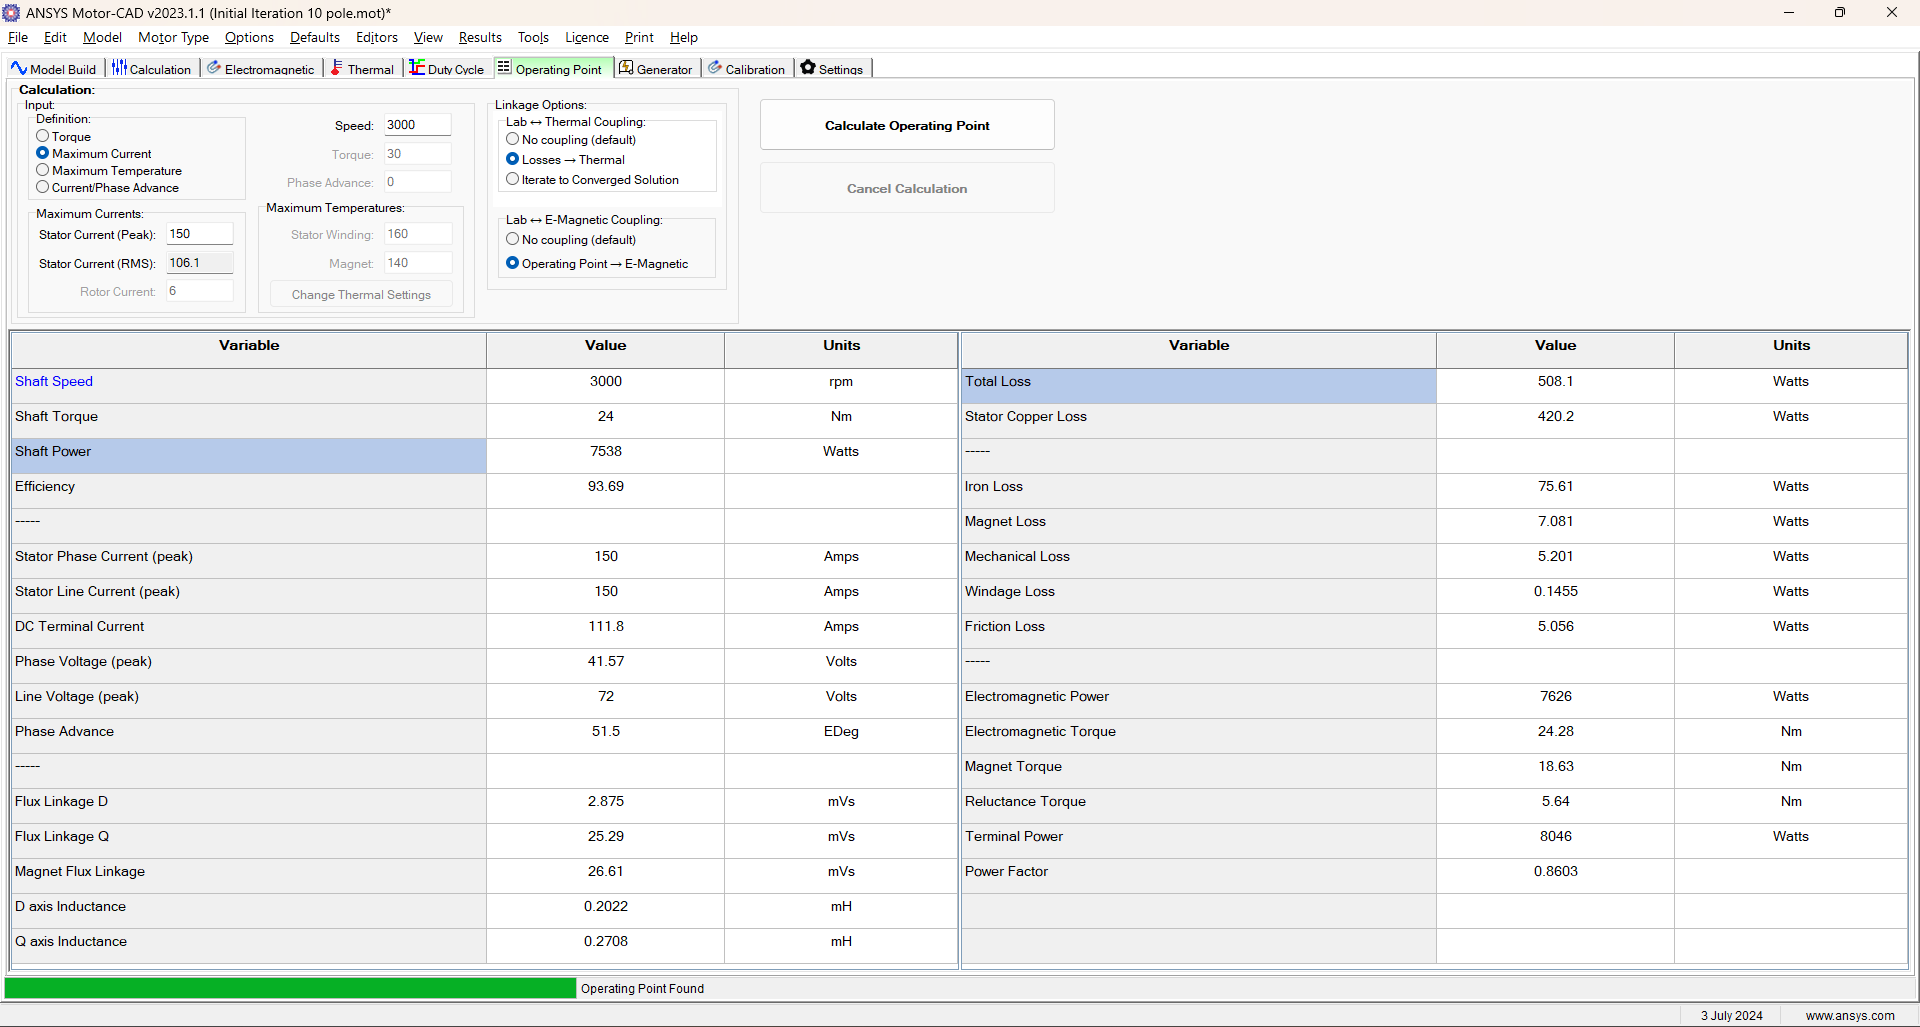 ANSYS Motor-CAD v2023.1.1 (Initial Iteration 10 pole.mot)*
File Edit Model Motor Type Options Defaults Editors View Results Tools Licence Print Help
Model Build Calculation Electromagnetic Thermal Duty Cycle Operating Point Generator Calibration Settings
Calculation:
Input:
Definition:
Torque
Maximum Current
Maximum Temperature
Current/Phase Advance
Speed: 3000
Torque: 30
Phase Advance: 0
Maximum Currents:
Stator Current (Peak): 150
Stator Current (RMS): 106.1
Rotor Current: 6
Maximum Temperatures:
Stator Winding: 160
Magnet: 140
Change Thermal Settings
Linkage Options:
Lab ↔ Thermal Coupling:
No coupling (default)
Losses → Thermal
Iterate to Converged Solution
Lab ↔ E-Magnetic Coupling:
No coupling (default)
Operating Point → E-Magnetic
Calculate Operating Point
Cancel Calculation
Variable Value Units
Shaft Speed 3000 rpm
Shaft Torque 24 Nm
Shaft Power 7538 Watts
Efficiency 93.69
-----
Stator Phase Current (peak) 150 Amps
Stator Line Current (peak) 150 Amps
DC Terminal Current 111.8 Amps
Phase Voltage (peak) 41.57 Volts
Line Voltage (peak) 72 Volts
Phase Advance 51.5 EDeg
-----
Flux Linkage D 2.875 mVs
Flux Linkage Q 25.29 mVs
Magnet Flux Linkage 26.61 mVs
D axis Inductance 0.2022 mH
Q axis Inductance 0.2708 mH
Variable Value Units
Total Loss 508.1 Watts
Stator Copper Loss 420.2 Watts
-----
Iron Loss 75.61 Watts
Magnet Loss 7.081 Watts
Mechanical Loss 5.201 Watts
Windage Loss 0.1455 Watts
Friction Loss 5.056 Watts
-----
Electromagnetic Power 7626 Watts
Electromagnetic Torque 24.28 Nm
Magnet Torque 18.63 Nm
Reluctance Torque 5.64 Nm
Terminal Power 8046 Watts
Power Factor 0.8603
Operating Point Found
3 July 2024 www.ansys.com